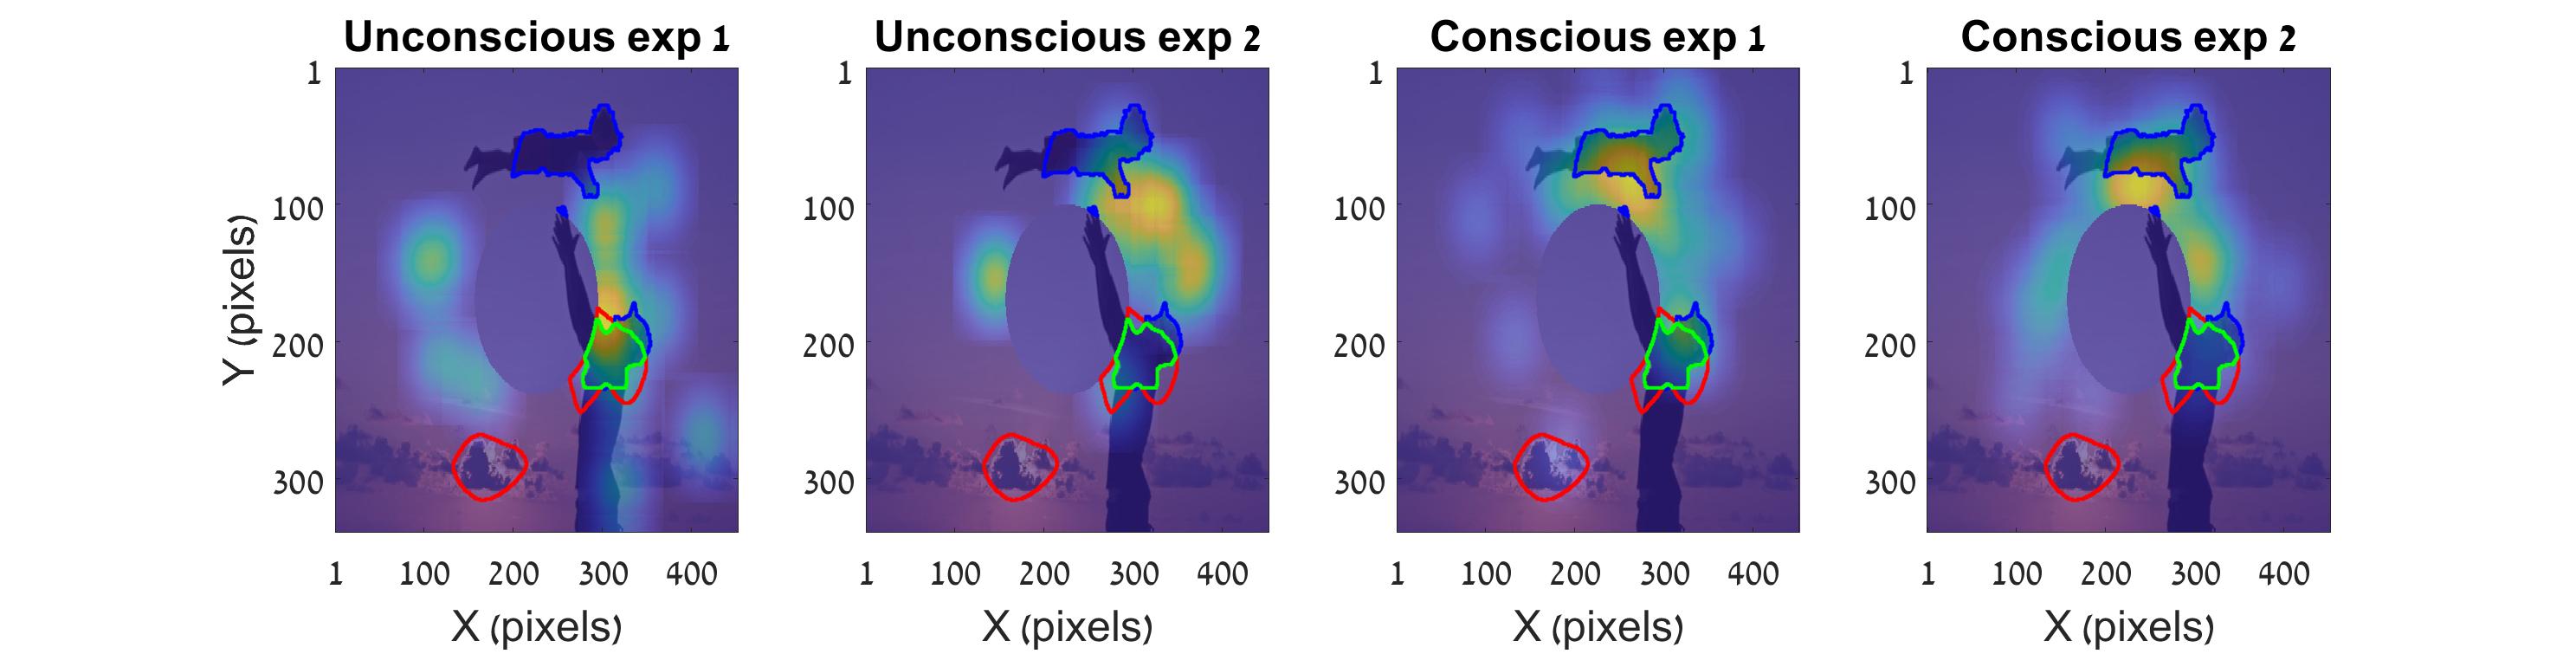 Unconscious exp 1 Unconscious exp 2 Conscious exp 1 Conscious exp 2
1 1 1 1
100 100 100 100
200 200 200 200
300 300 300 300
Y (pixels)
1 100 200 300 400 1 100 200 300 400 1 100 200 300 400 1 100 200 300 400
X (pixels) X (pixels) X (pixels) X (pixels)